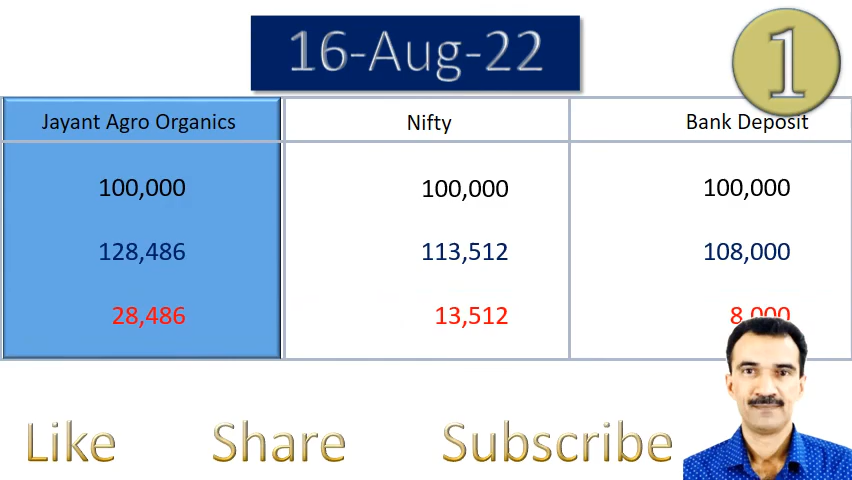 16-Aug-22
1
Jayant Agro Organics Nifty Bank Deposit
100,000 100,000 100,000
128,486 113,512 108,000
28,486 13,512 8,000
Like Share Subscribe